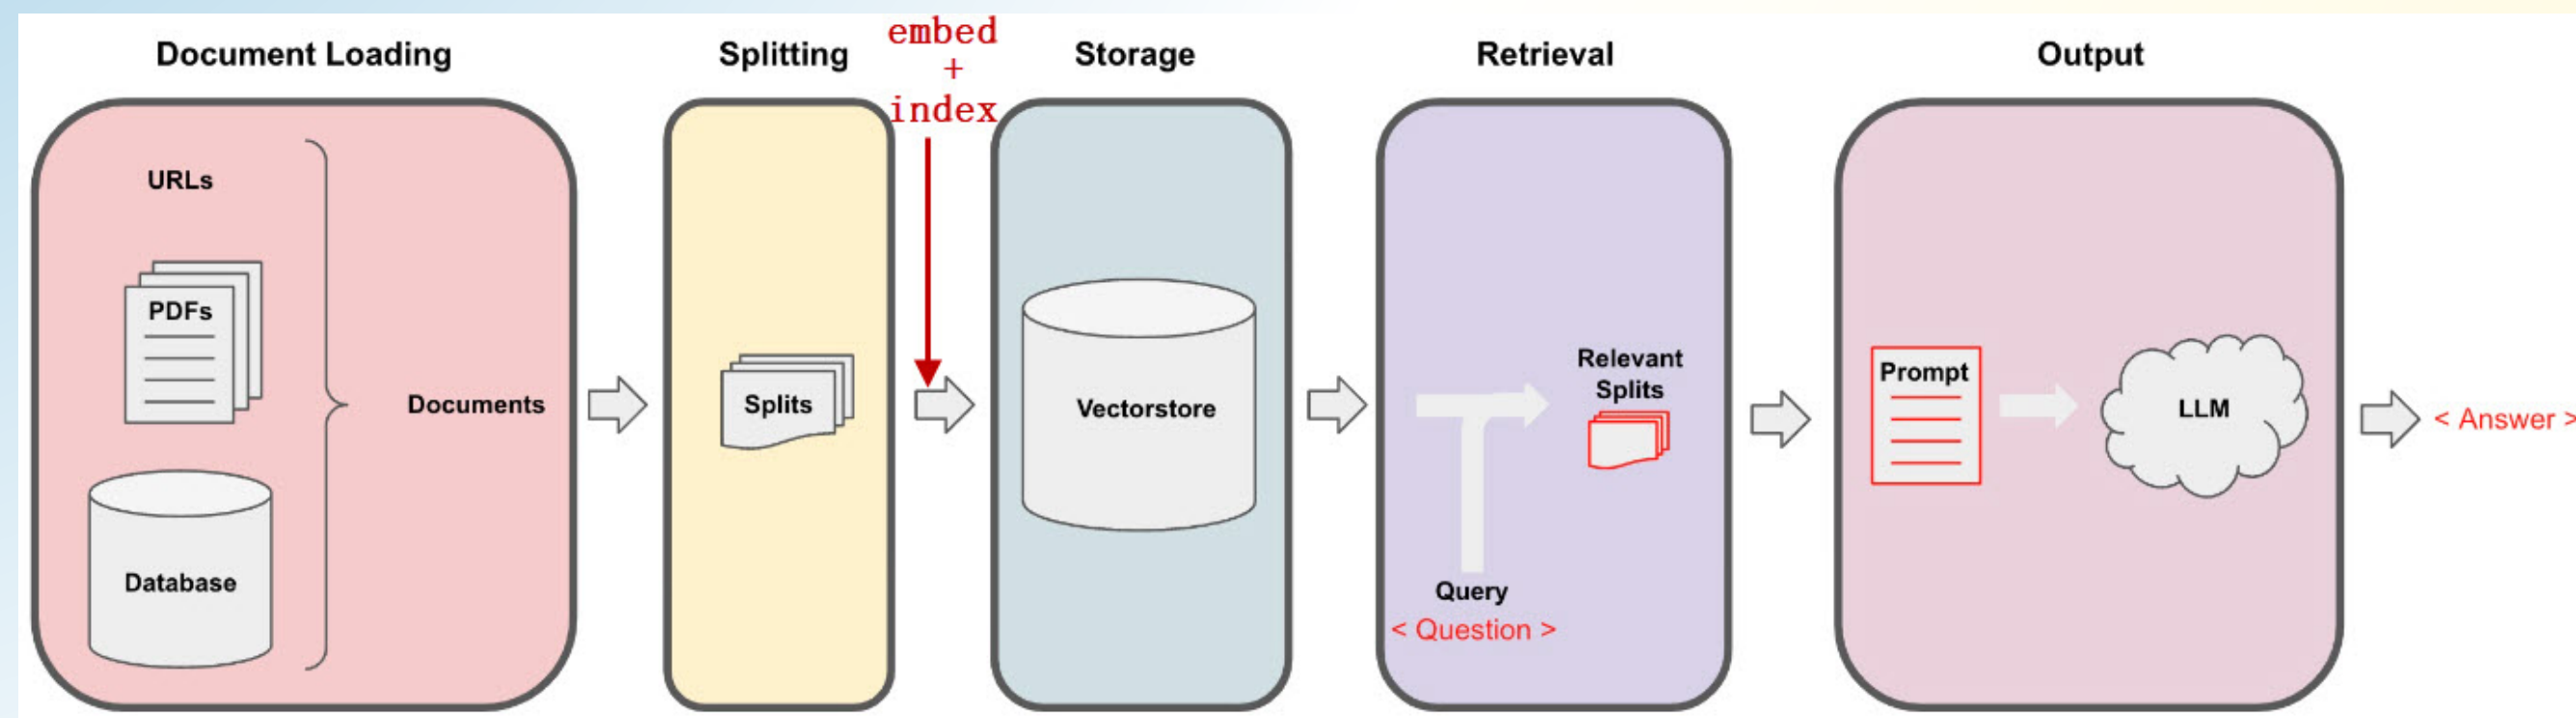 Document Loading
URLs
PDFs
Database
Documents
Splitting
Splits
embed
+
index
Storage
Vectorstore
Retrieval
Relevant
Splits
Query
< Question >
Output
Prompt
LLM
< Answer >